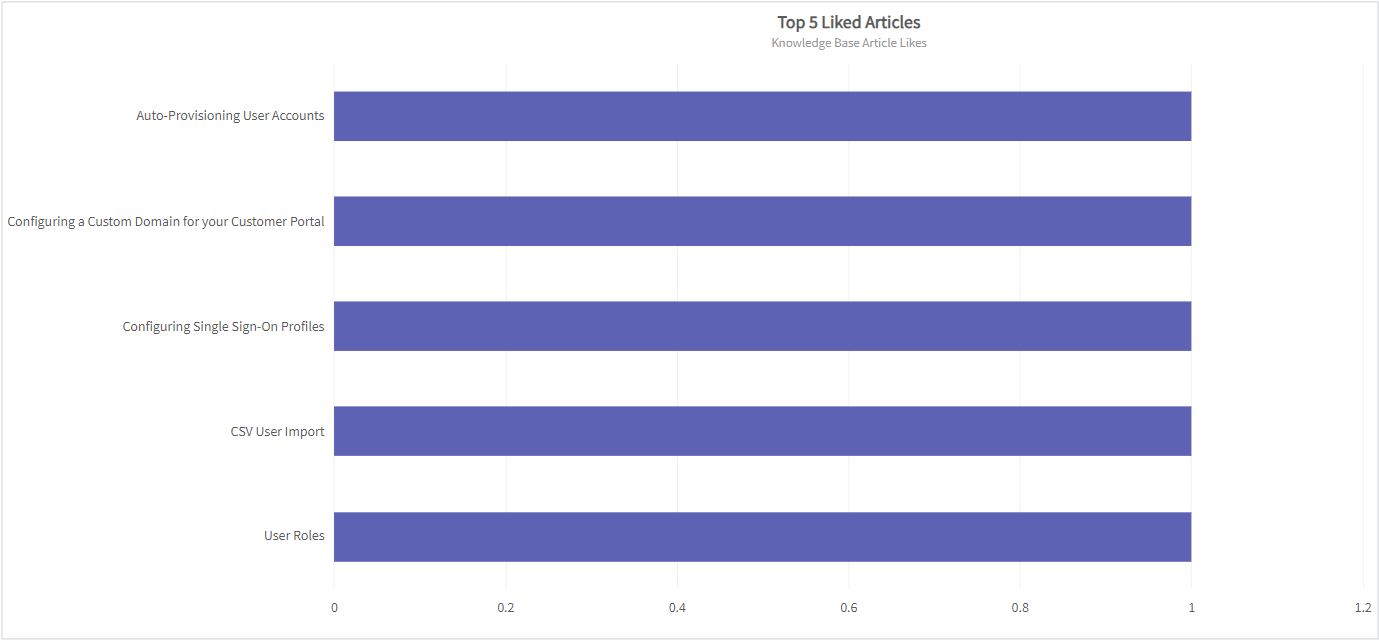 Top 5 Liked Articles
Knowledge Base Article Likes
Auto-Provisioning User Accounts
Configuring a Custom Domain for your Customer Portal
Configuring Single Sign-On Profiles
CSV User Import
User Roles
0 0.2 0.4 0.6 0.8 1 1.2